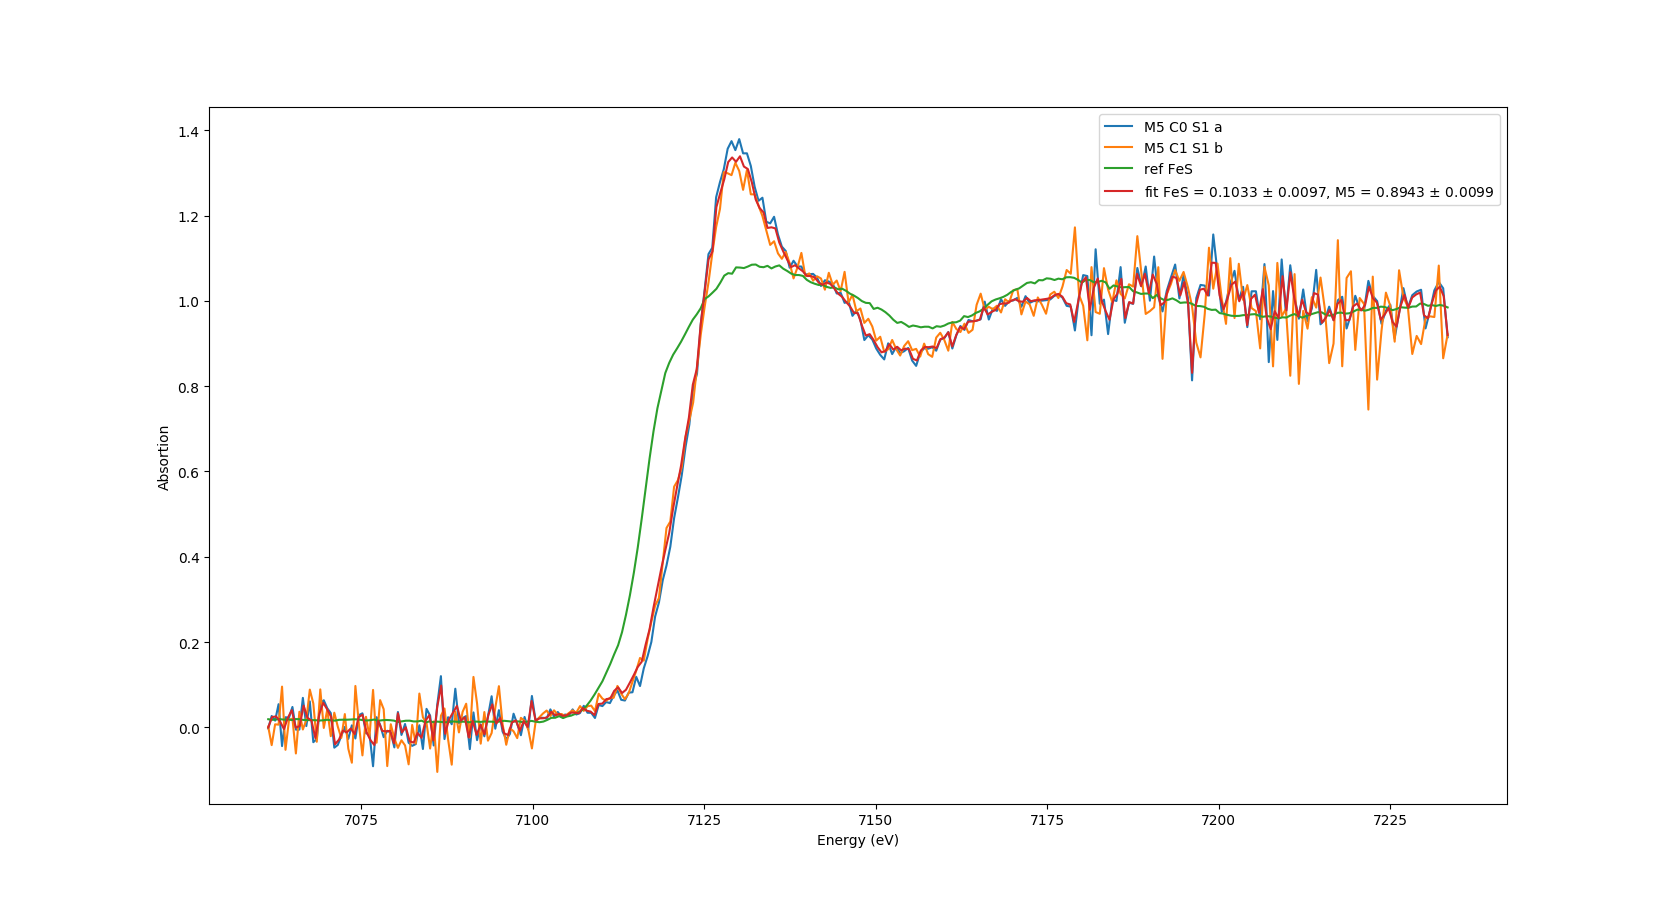 1.4
1.2
1.0
0.8
0.6
0.4
0.2
0.0
Absortion
M5 C0 S1 a
M5 C1 S1 b
ref FeS
fit FeS = 0.1033 ± 0.0097, M5 = 0.8943 ± 0.0099
7075 7100 7125 7150 7175 7200 7225
Energy (eV)